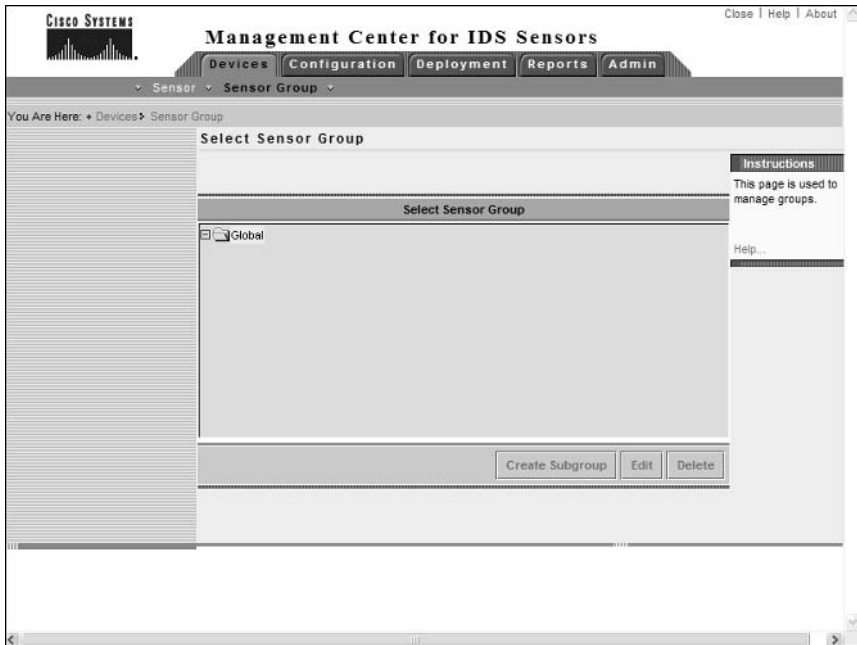 Close | Help | About
CISCO SYSTEMS
Management Center for IDS Sensors
Devices Configuration Deployment Reports Admin
Sensor Sensor Group
You Are Here: • Devices > Sensor Group
Select Sensor Group
Instructions
This page is used to
manage groups.
Help...
Select Sensor Group
Global
Create Subgroup Edit Delete